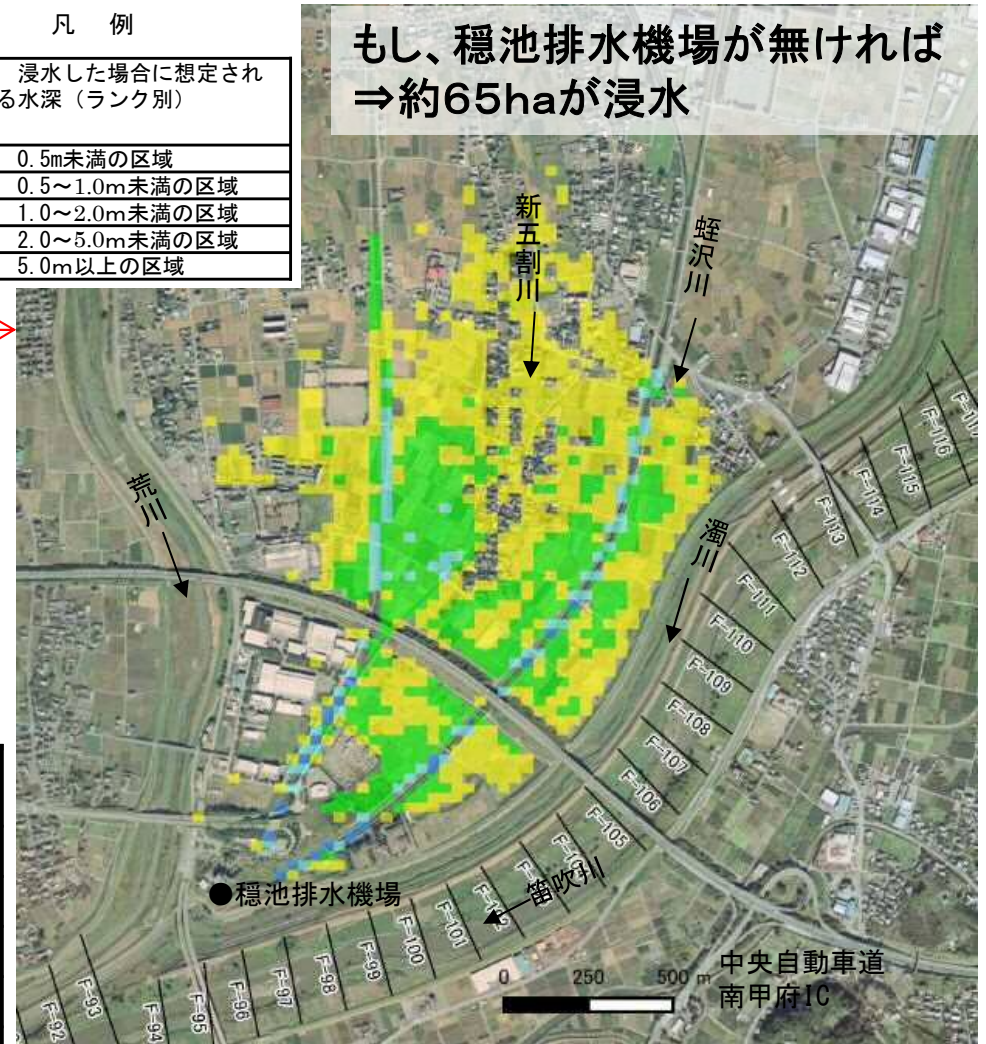 凡 例
浸水した場合に想定され
る水深(ランク別)
0.5m未満の区域
0.5~1.0m未満の区域
1.0~2.0m未満の区域
2.0~5.0m未満の区域
5.0m以上の区域
もし、穏池排水機場が無ければ
⇒約65haが浸水
新五割川
蛭沢川
荒川
濁川
F-117
F-116
F-115
F-114
F-113
F-112
F-111
F-110
F-109
F-108
F-107
F-106
F-105
笛吹川
F-101
F-100
F-99
F-98
F-97
F-96
F-95
F-94
F-93
F-92
●穏池排水機場
0 250 500 m
中央自動車道
南甲府IC